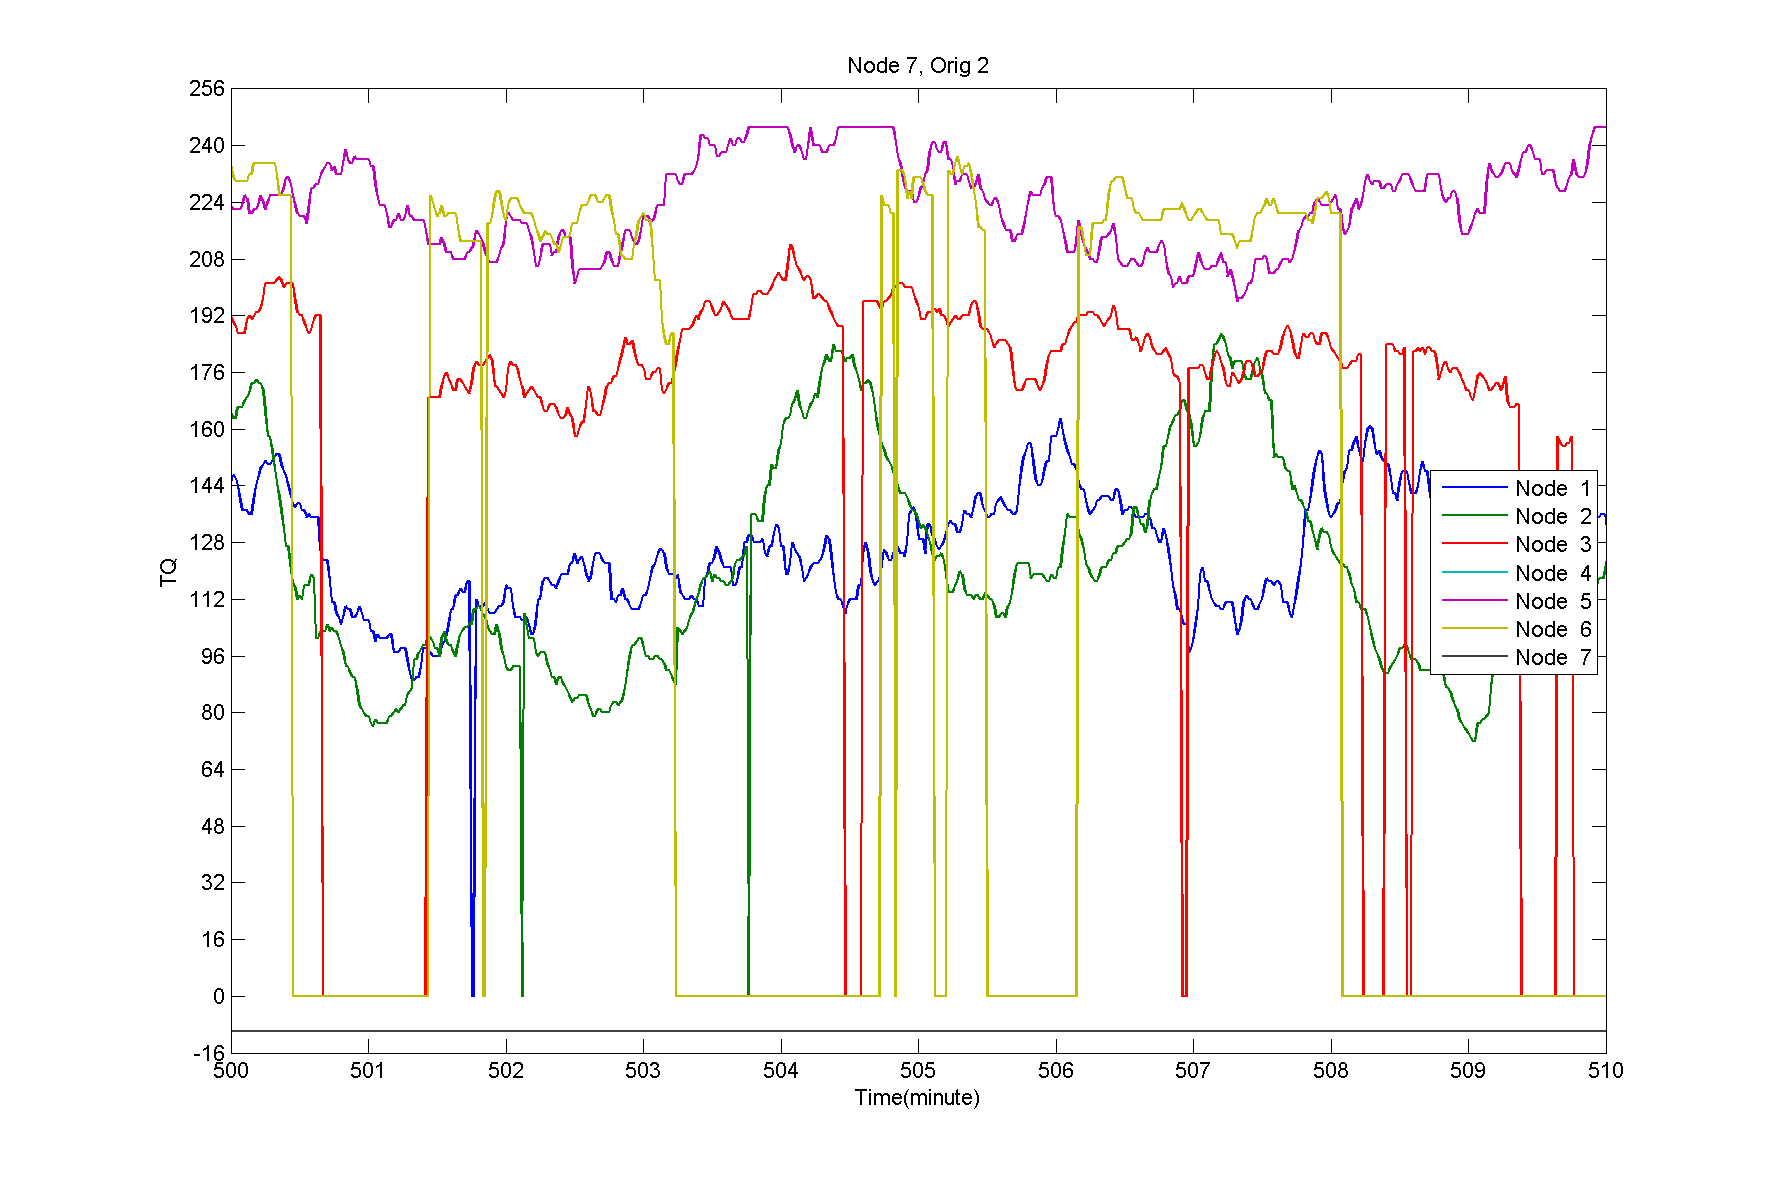 Node 7, Orig 2
256
240
224
208
192
176
160
144
128
112
96
80
64
48
32
16
0
-16
TQ
Node 1
Node 2
Node 3
Node 4
Node 5
Node 6
Node 7
500 501 502 503 504 505 506 507 508 509 510
Time(minute)